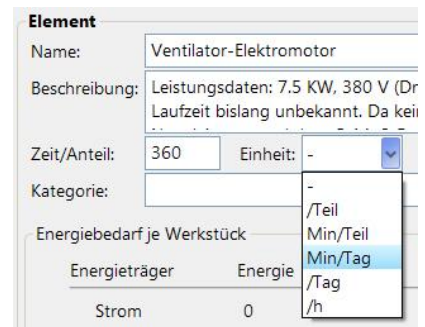 Element
Name: Ventilator-Elektromotor
Beschreibung: Leistungsdaten: 7.5 KW, 380 V (Dr
Laufzeit bislang unbekannt. Da kei
Zeit/Anteil: 360 Einheit: -
Kategorie:
-
/Teil
Min/Teil
Min/Tag
/Tag
/h
Energiebedarf je Werkstück
Energieträger Energie
Strom 0